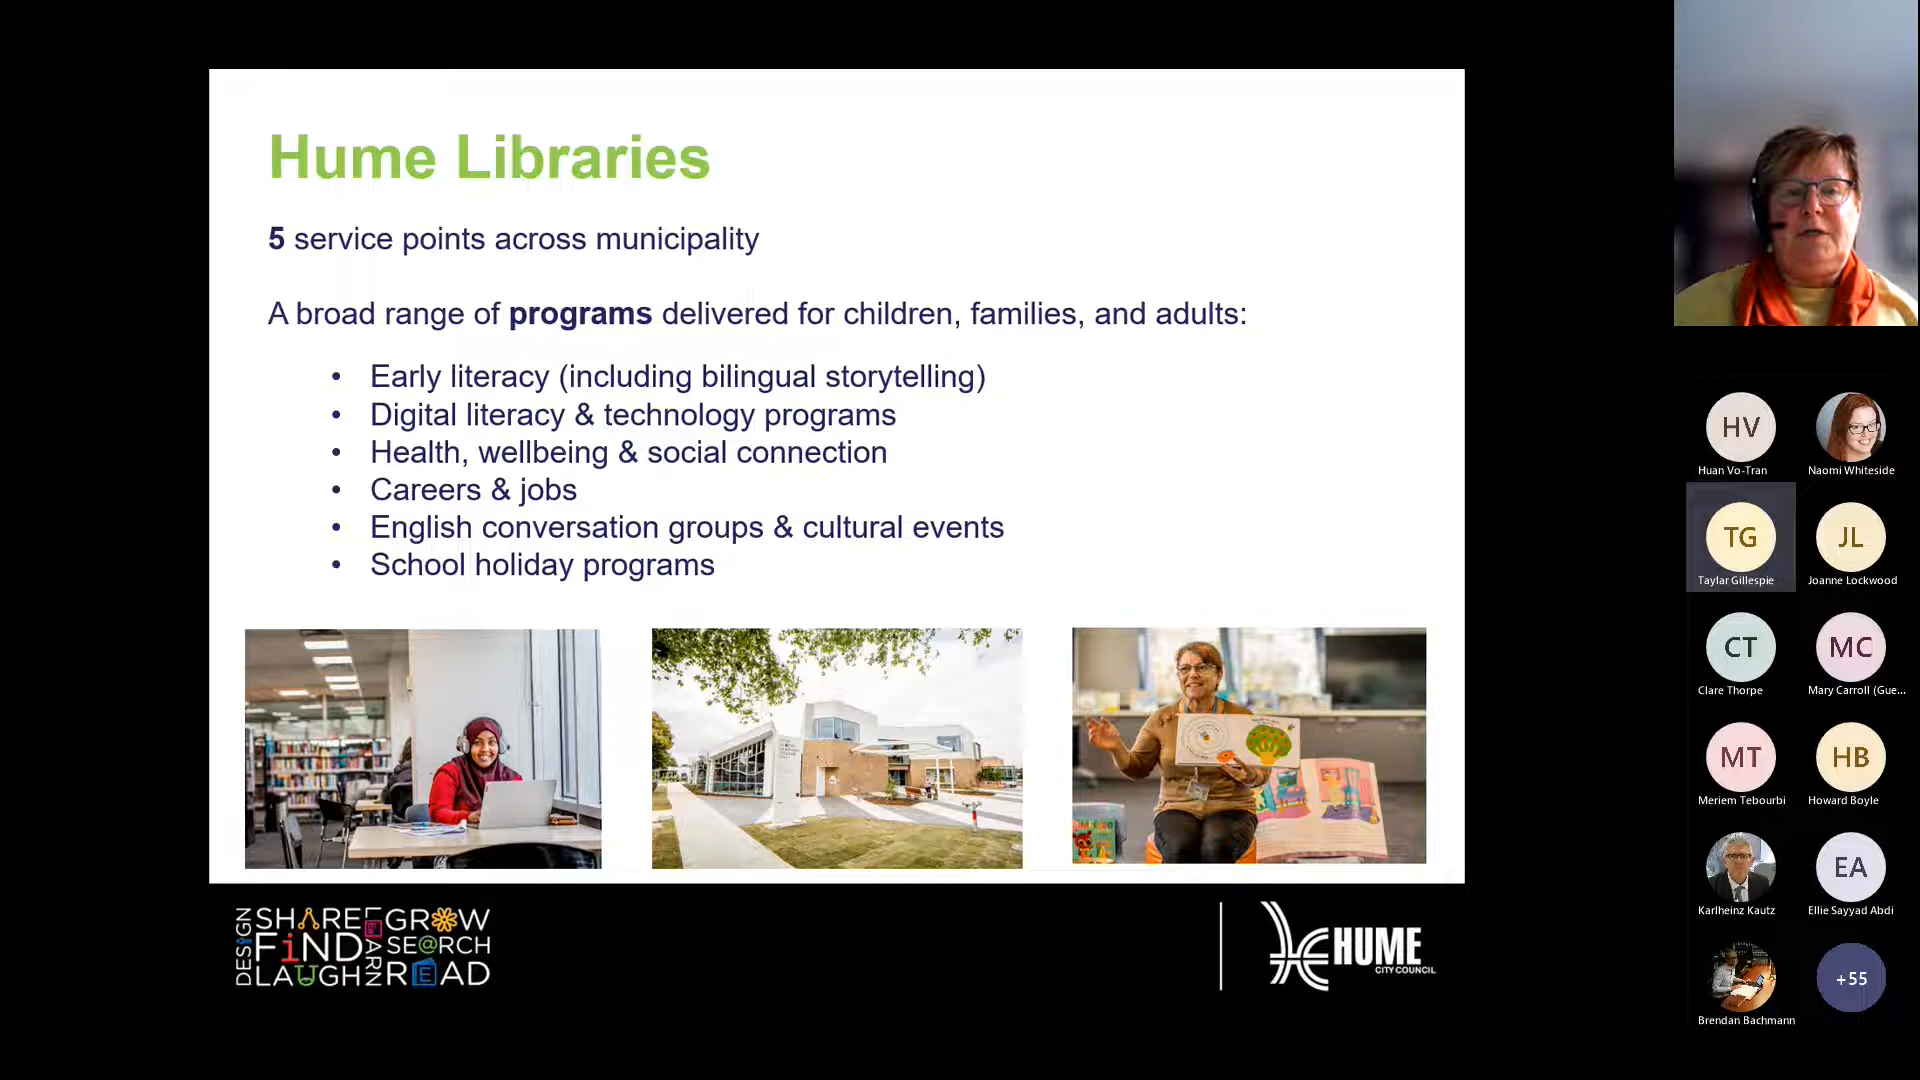 Hume Libraries
5 service points across municipality
A broad range of programs delivered for children, families, and adults:
• Early literacy (including bilingual storytelling)
• Digital literacy & technology programs
• Health, wellbeing & social connection
• Careers & jobs
• English conversation groups & cultural events
• School holiday programs
DESIGN
SHARE
LEARN
GROW
FiND
SE@RCH
LAUGH
READ
HUME
CITY COUNCIL
HV
Huan Vo-Tran
Naomi Whiteside
TG
Taylar Gillespie
JL
Joanne Lockwood
CT
Clare Thorpe
MC
Mary Carroll (Gue...
MT
Meriem Tebourbi
HB
Howard Boyle
Karlheinz Kautz
EA
Ellie Sayyad Abdi
Brendan Bachmann
+55